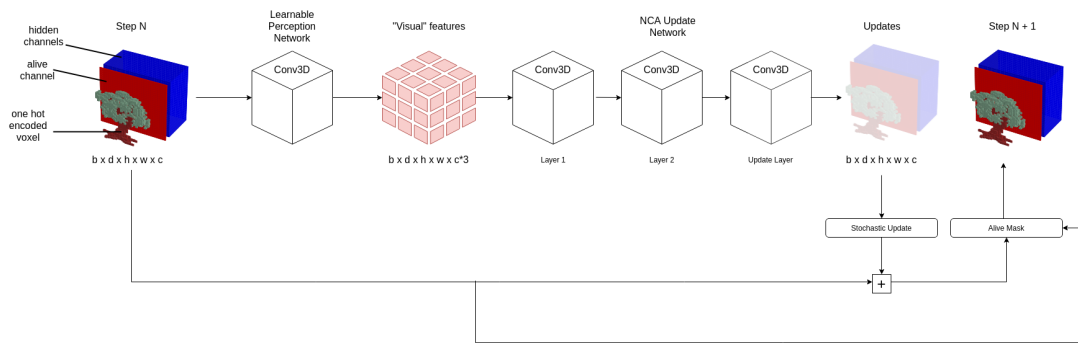 Step N
hidden
channels
alive
channel
one hot
encoded
voxel
b x d x h x w x c
Learnable
Perception
Network
Conv3D
"Visual" features
b x d x h x w x c*3
NCA Update
Network
Conv3D
Layer 1
Conv3D
Layer 2
Conv3D
Update Layer
Updates
b x d x h x w x c
Stochastic Update
+
Step N + 1
Alive Mask